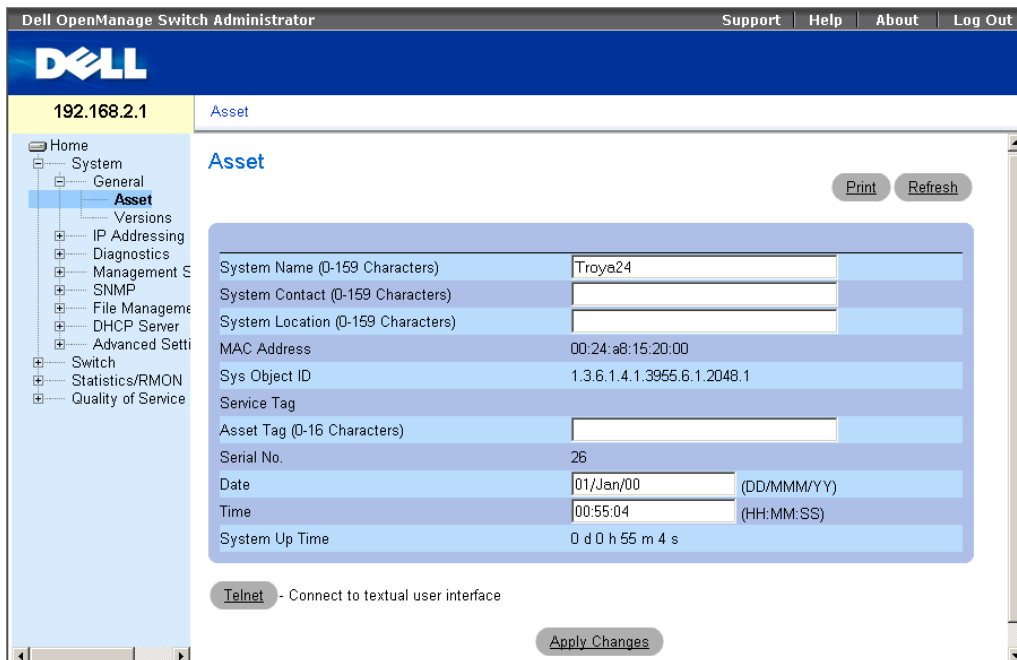 Dell OpenManage Switch Administrator
Support Help About Log Out
DELL
192.168.2.1
Asset
Home
System
General
Asset
Versions
IP Addressing
Diagnostics
Management S
SNMP
File Manageme
DHCP Server
Advanced Setti
Switch
Statistics/RMON
Quality of Service
Asset
Print Refresh
System Name (0-159 Characters) Troya24
System Contact (0-159 Characters)
System Location (0-159 Characters)
MAC Address 00:24:a8:15:20:00
Sys Object ID 1.3.6.1.4.1.3955.6.1.2048.1
Service Tag
Asset Tag (0-16 Characters)
Serial No. 26
Date 01/Jan/00 (DD/MMM/YY)
Time 00:55:04 (HH:MM:SS)
System Up Time 0 d 0 h 55 m 4 s
Telnet - Connect to textual user interface
Apply Changes